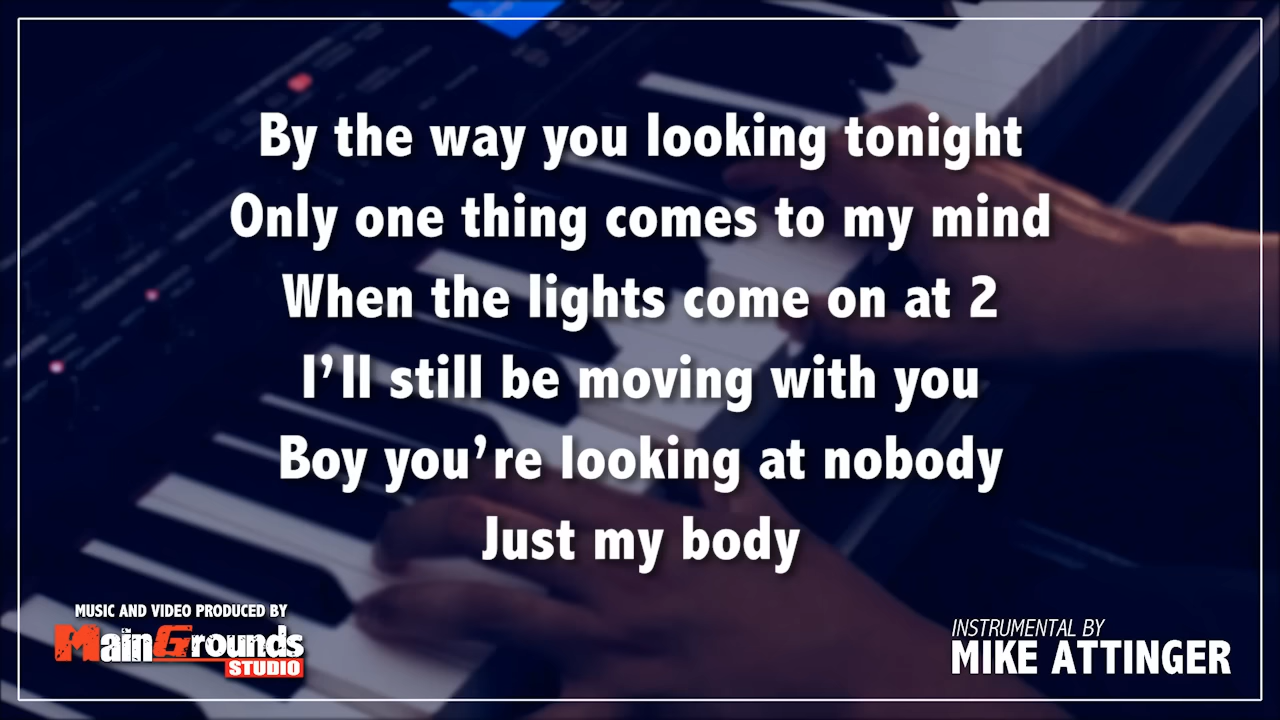 By the way you looking tonight
Only one thing comes to my mind
When the lights come on at 2
I’ll still be moving with you
Boy you’re looking at nobody
Just my body
MUSIC AND VIDEO PRODUCED BY
MainGrounds
STUDIO
INSTRUMENTAL BY
MIKE ATTINGER